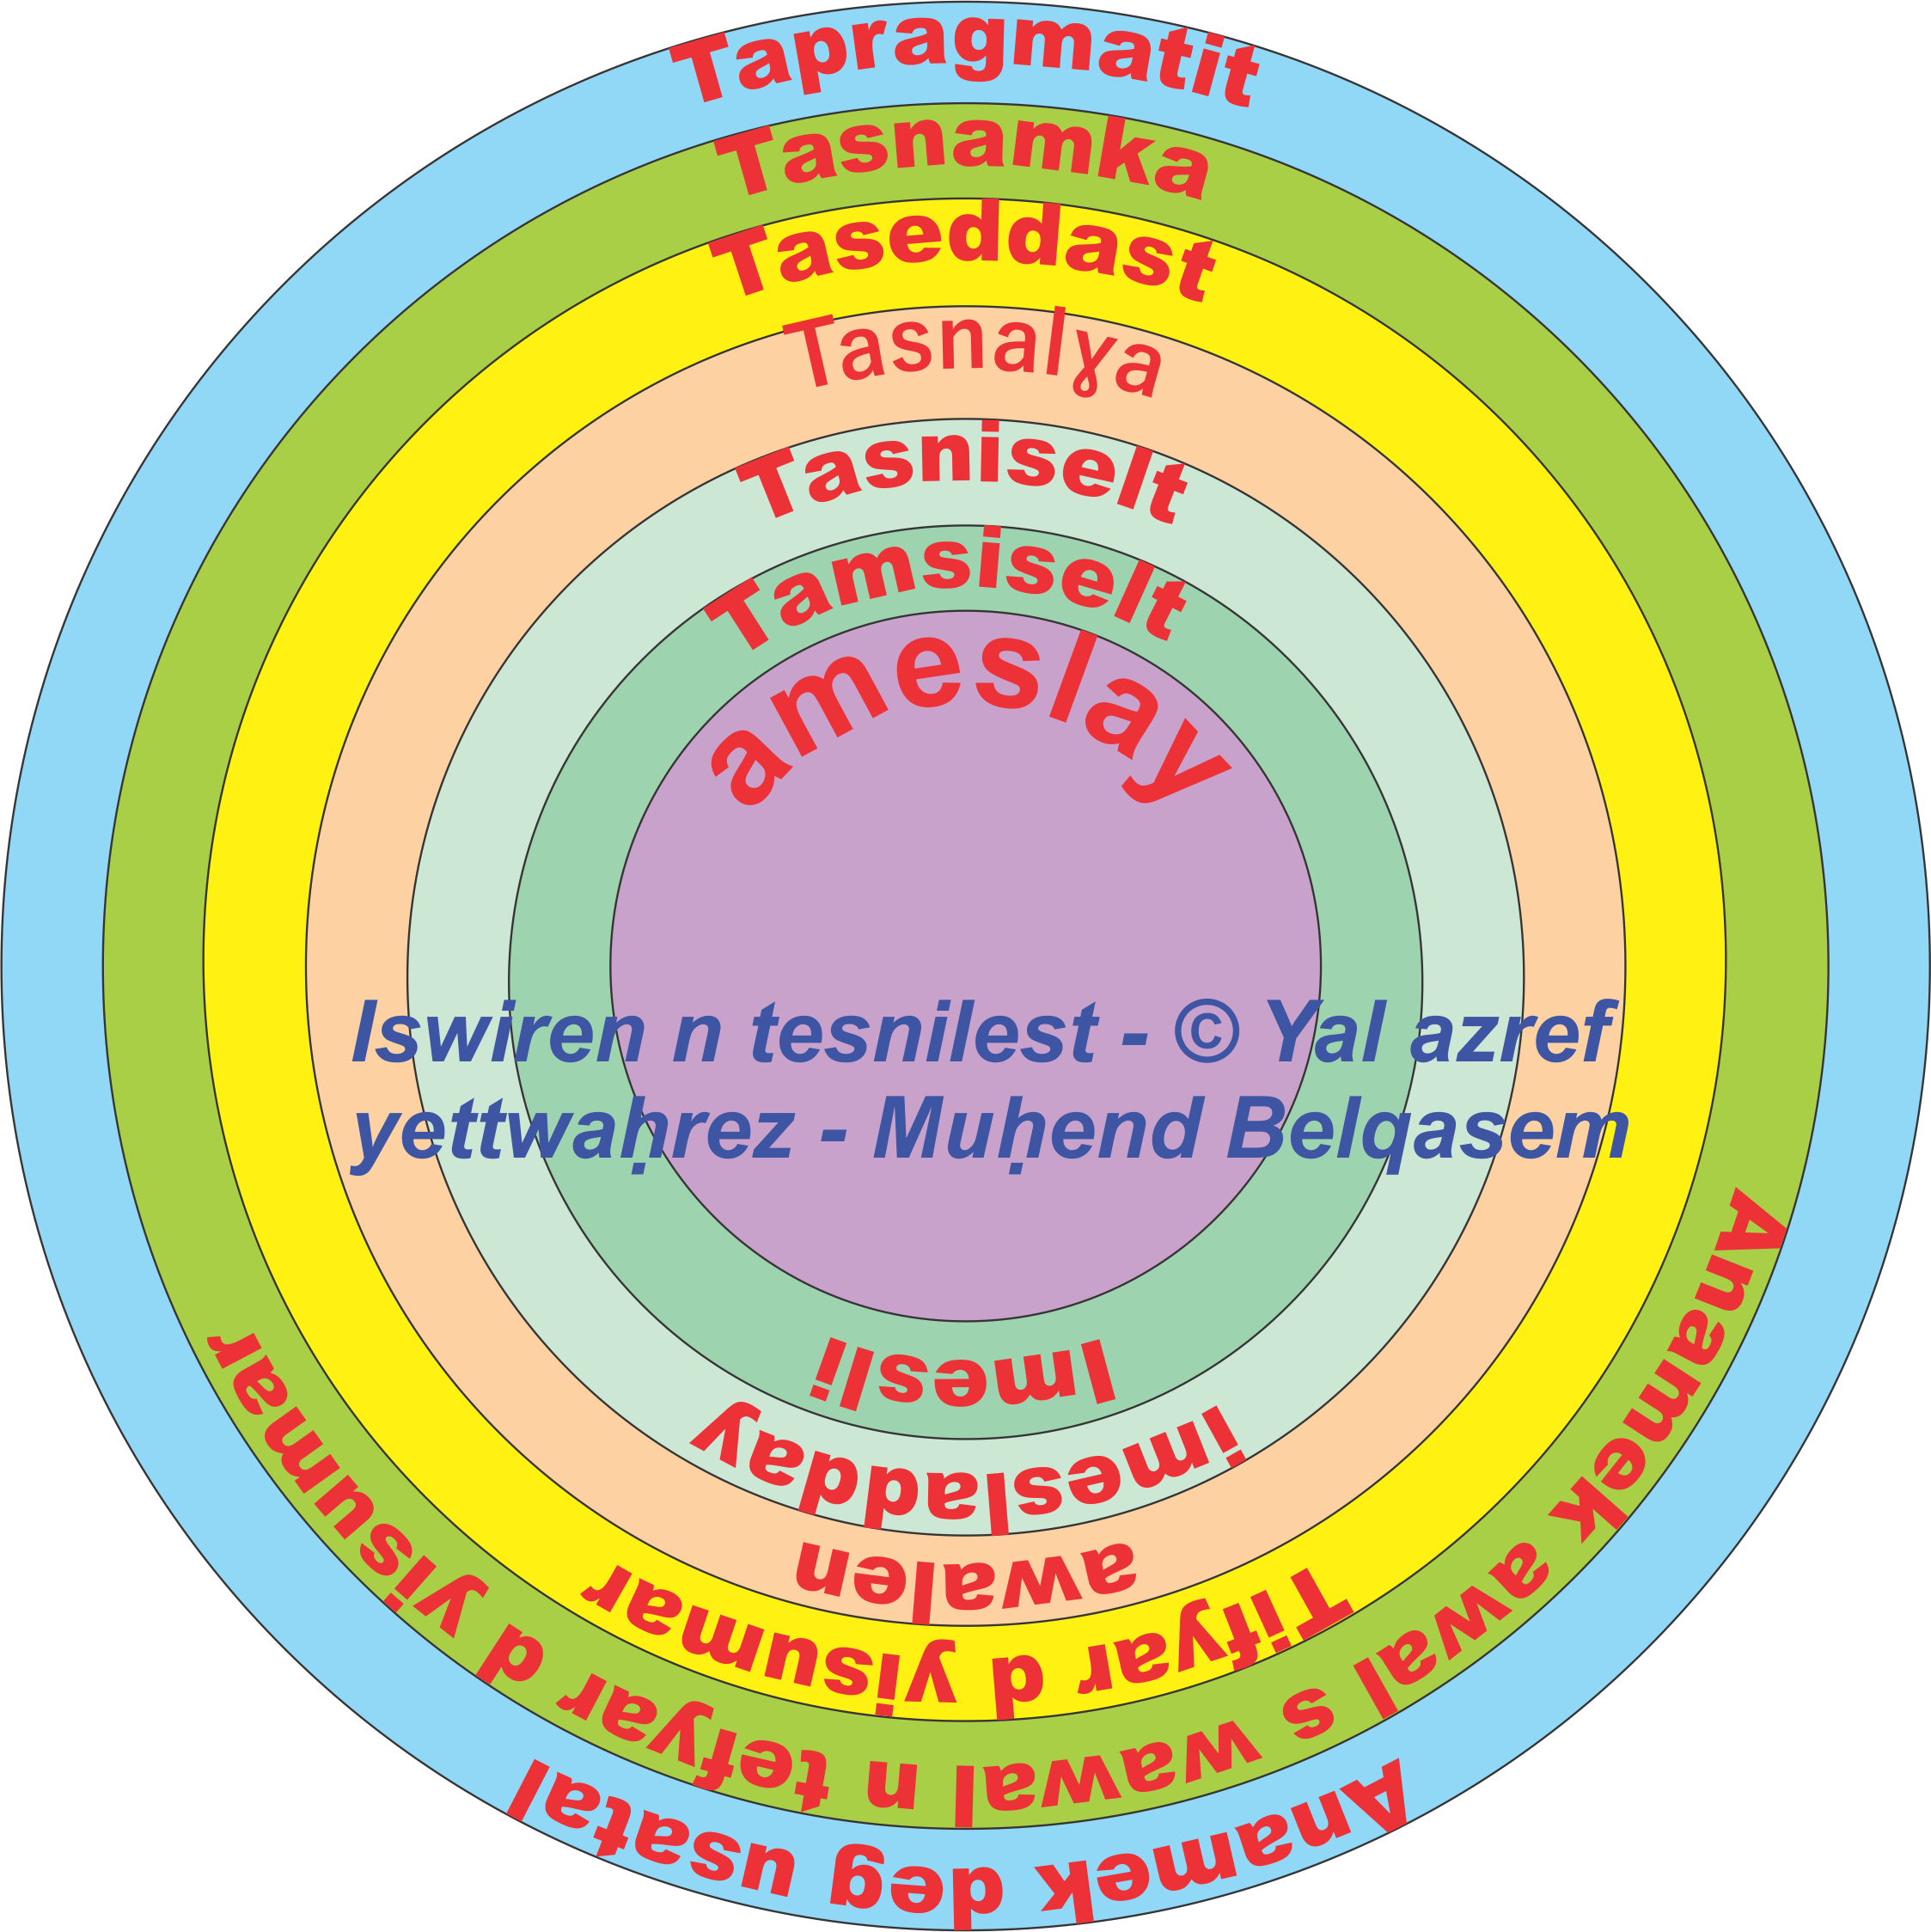 Tapragmatit
Tasnamka
Taseddast
Tasnalɣa
Tasniselt
Tamsiselt
ameslay
Iswiren n tesnilest - © Yal azref
yettwaḥrez - Muḥend Belqasem
Imesli
imesladday
awalen
Tifyar d yisumar
Anamek awal s wawal n tefyar d yisumar
Anamek deg usatal